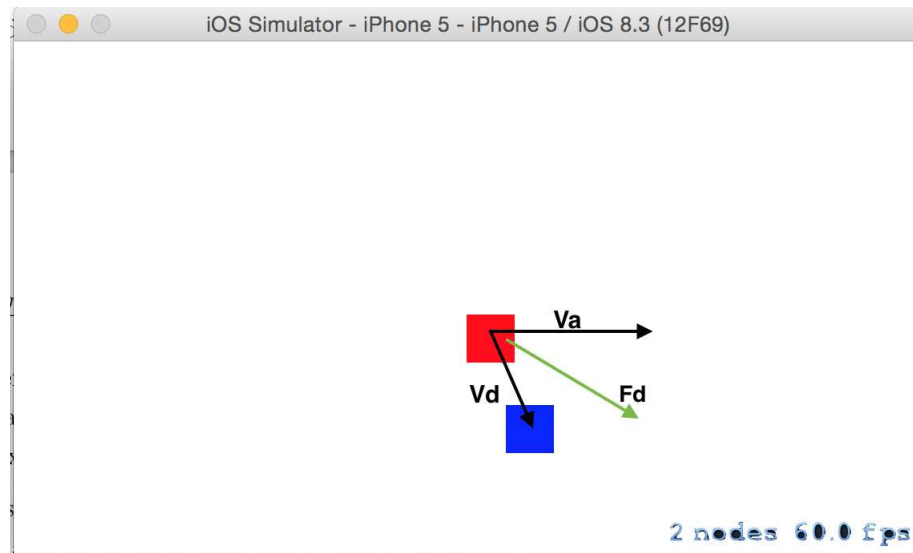 iOS Simulator - iPhone 5 - iPhone 5 / iOS 8.3 (12F69)
Va
Vd
Fd
2 nodes 60.0 fps